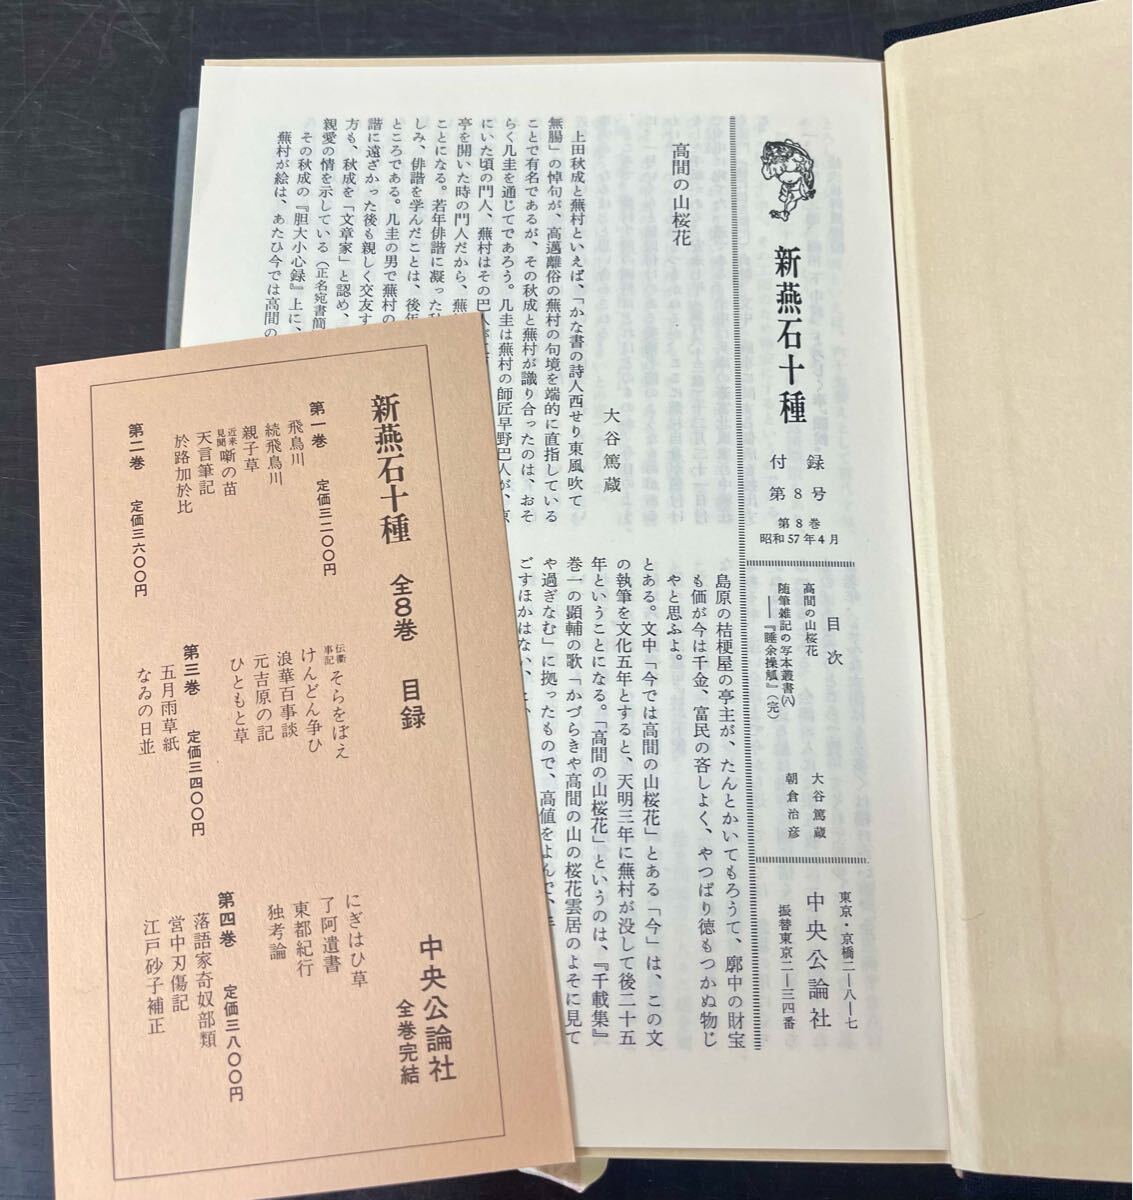 新燕石十種
付録
第8号
第8巻
昭和57年4月
目次
高間の山桜花
大谷篤蔵
随筆雑記の写本叢書(八)
――『睡余操觚』(完)
朝倉治彦
東京・京橋二―八―七
中央公論社
振替東京二―三四番
高間の山桜花
大谷篤蔵
上田秋成と蕪村といえば、「かな書の詩人西せり東風吹て
無腸」の悼句が、高邁離俗の蕪村の句境を端的に直指している
ことで有名であるが、その秋成と蕪村が識り合ったのは、おそ
らく几圭を通じてであろう。几圭は蕪村の師匠早野巴人が、京
にいた頃の門人、蕪村はその巴人が
亭を開いた時の門人だから、蕪
ことになる。若年俳諧に凝った
しみ、俳諧を学んだことは、後年
ところである。几圭の男で蕪村の
諧に遠ざかった後も親しく交友す
方も、秋成を「文章家」と認め、
親愛の情を示している(正名宛書簡
その秋成の『胆大小心録』上に、
蕪村が絵は、あたひ今では高間の
島原の桔梗屋の亭主が、たんとかいてもろうて、廓中の財宝
も価が今は千金、富民の吝しよく、やつぱり徳もつかぬ物じ
やと思ふよ。
とある。文中「今では高間の山桜花」とある「今」は、この文
の執筆を文化五年とすると、天明三年に蕪村が没して後二十五
年ということになる。「高間の山桜花」というのは、『千載集』
巻一の顕輔の歌「かづらきや高間の山の桜花雲居のよそに見て
や過ぎなむ」に拠ったもので、高値をよんで、手
ごすほかはない、
新燕石十種 全8巻 目録
中央公論社
全巻完結
第一巻 定価三二〇〇円
飛鳥川
続飛鳥川
親子草
近来見聞噺の苗
天言筆記
於路加於比
第二巻 定価三六〇〇円
伝衢事記そらをぼえ
けんどん争ひ
浪華百事談
元吉原の記
ひともと草
第三巻 定価三四〇〇円
五月雨草紙
なゐの日並
にぎはひ草
了阿遺書
東都紀行
独考論
第四巻 定価三八〇〇円
落語家奇奴部類
営中刃傷記
江戸砂子補正